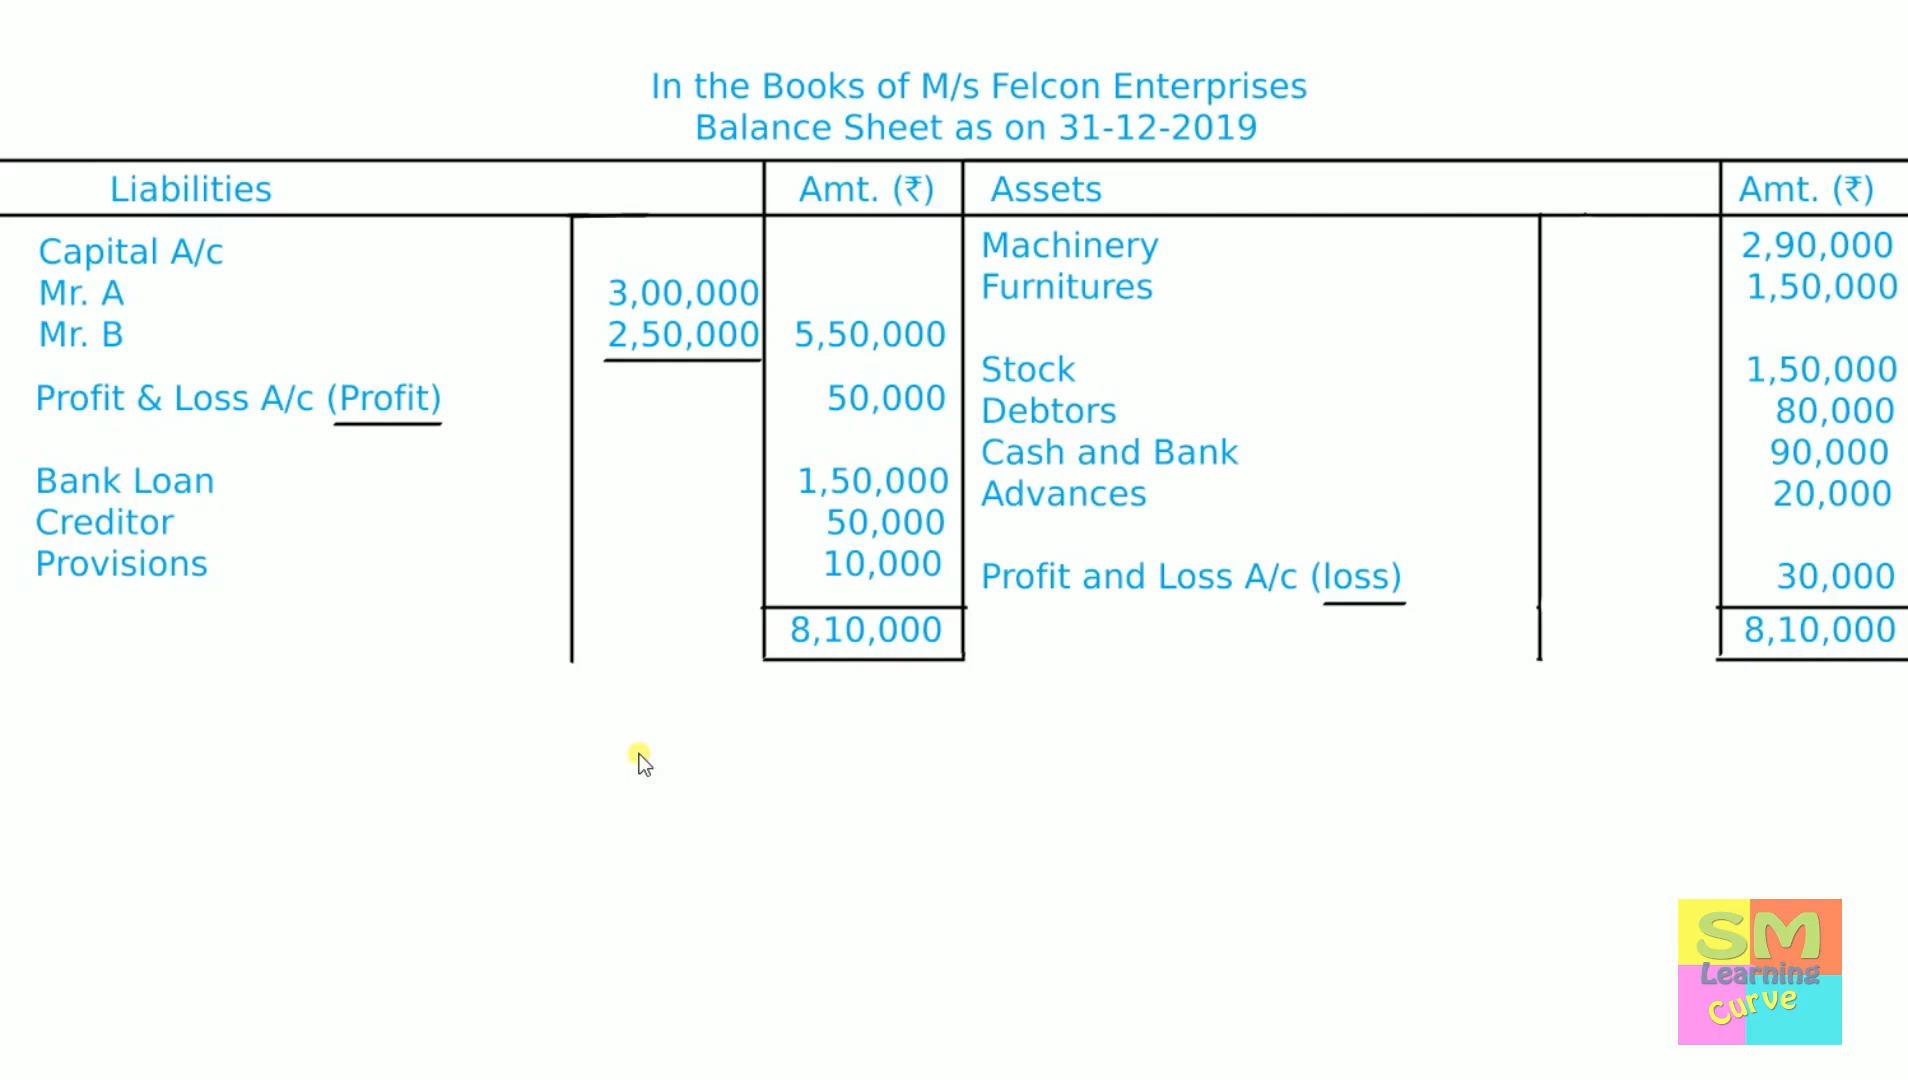 In the Books of M/s Felcon Enterprises
Balance Sheet as on 31-12-2019
Liabilities Amt. (₹) Assets Amt. (₹)
Capital A/c
Mr. A 3,00,000
Mr. B 2,50,000 5,50,000
Profit & Loss A/c (Profit) 50,000
Bank Loan 1,50,000
Creditor 50,000
Provisions 10,000
8,10,000
Machinery 2,90,000
Furnitures 1,50,000
Stock 1,50,000
Debtors 80,000
Cash and Bank 90,000
Advances 20,000
Profit and Loss A/c (loss) 30,000
8,10,000
SM
Learning
Curve